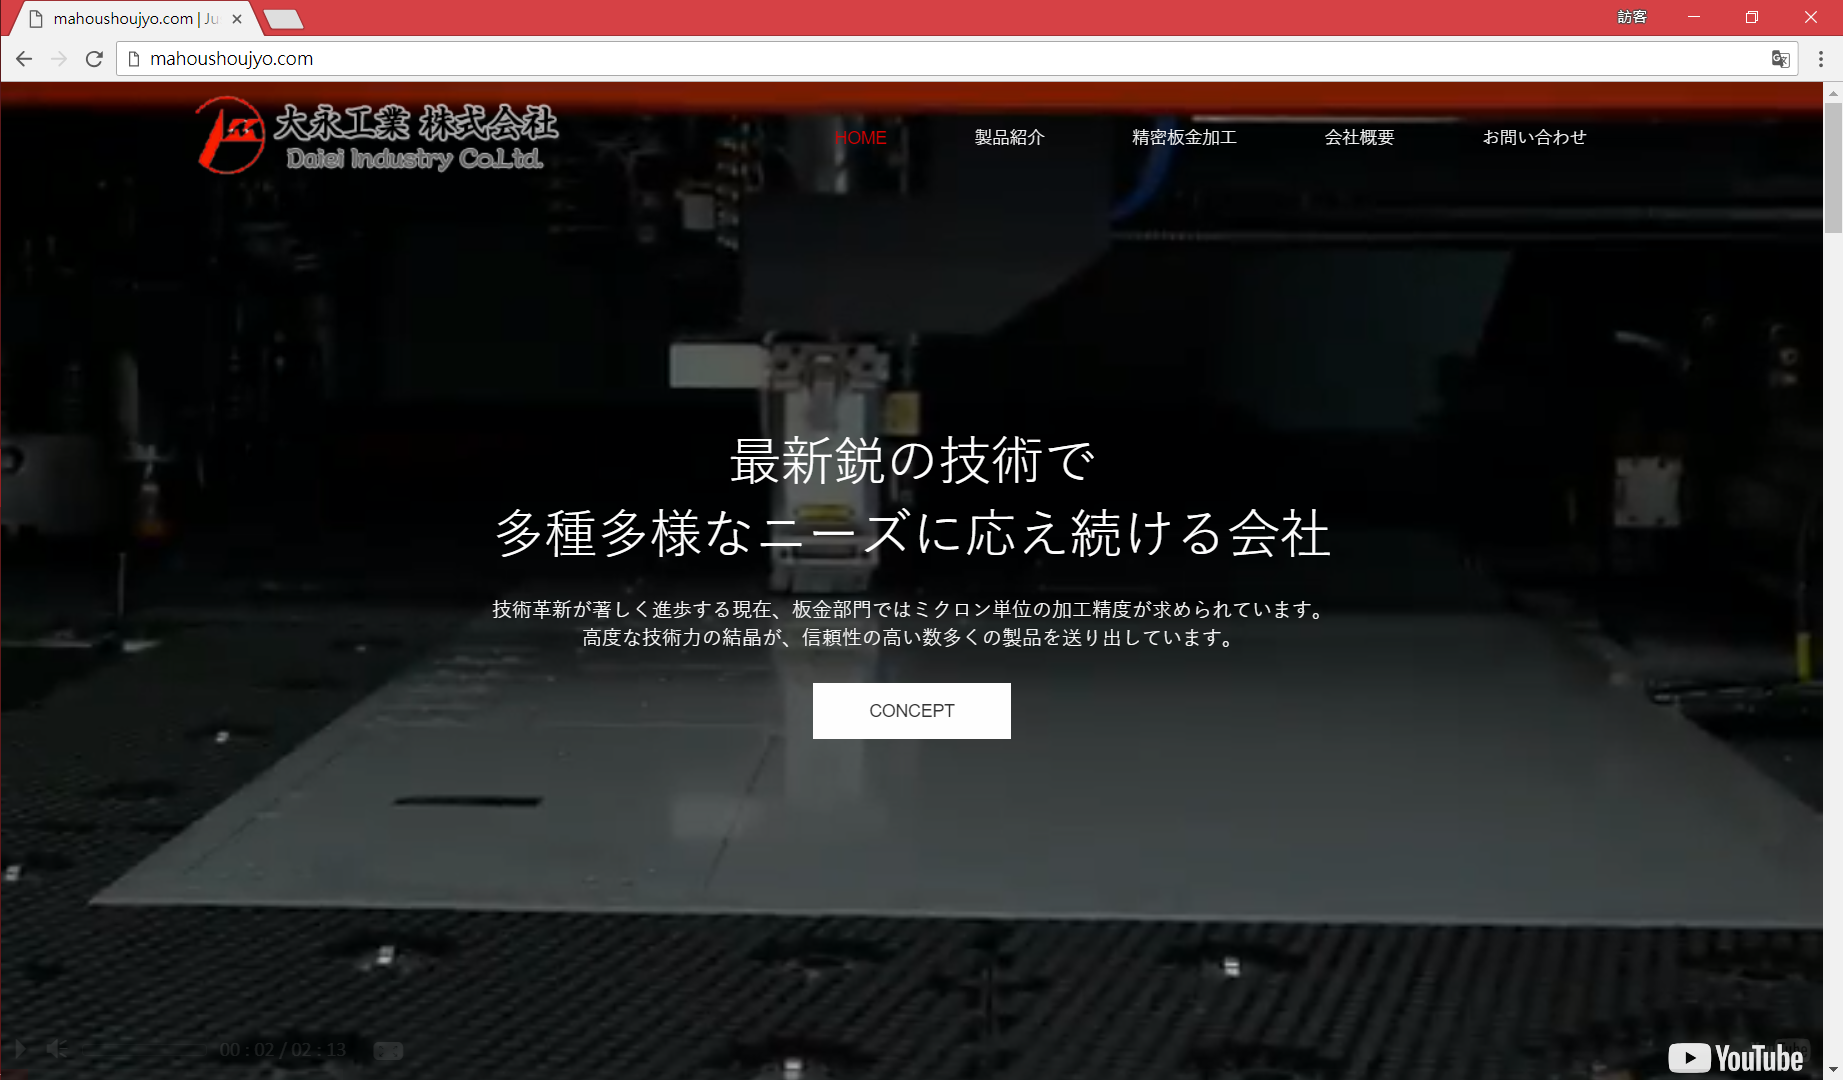 mahoushoujyo.com | Ju
訪客
mahoushoujyo.com
大永工業 株式会社
Daiei Industry Co.Ltd.
HOME 製品紹介 精密板金加工 会社概要 お問い合わせ
最新鋭の技術で
多種多様なニーズに応え続ける会社
技術革新が著しく進歩する現在、板金部門ではミクロン単位の加工精度が求められています。
高度な技術力の結晶が、信頼性の高い数多くの製品を送り出しています。
CONCEPT
00 : 02 / 02 : 13
YouTube